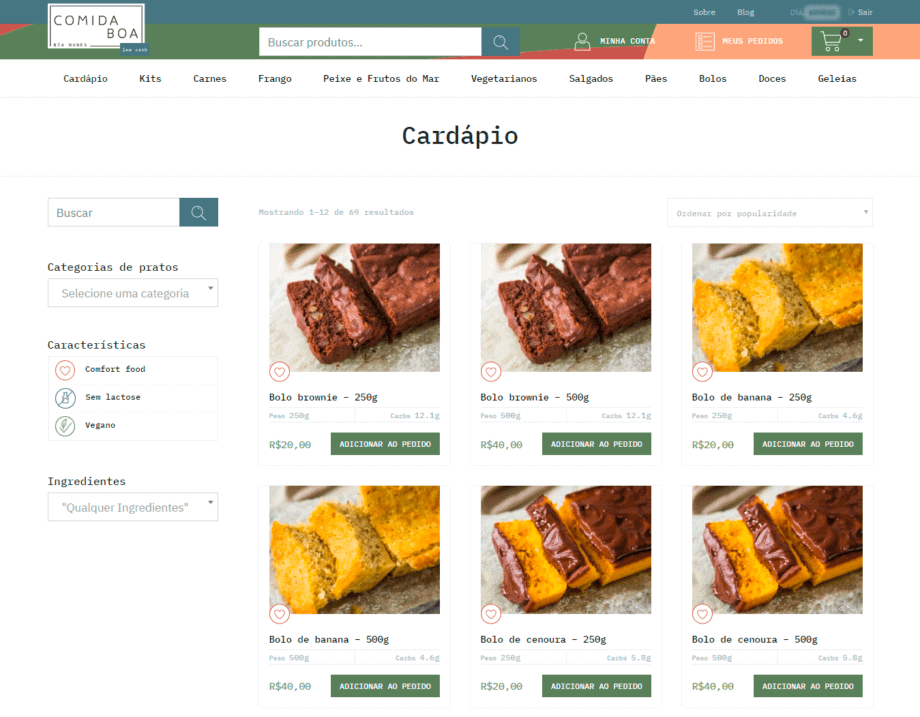 Sobre Blog Sair
COMIDA
BOA
BIA NUNES
low carb
Buscar produtos...
MINHA CONTA
MEUS PEDIDOS
0
Cardápio Kits Carnes Frango Peixe e Frutos do Mar Vegetarianos Salgados Pães Bolos Doces Geleias
Cardápio
Buscar
Mostrando 1–12 de 69 resultados
Ordenar por popularidade
Categorias de pratos
Selecione uma categoria
Características
Comfort food
Sem lactose
Vegano
Ingredientes
"Qualquer Ingredientes"
Bolo brownie – 250g
Peso 250g Carbs 12.1g
R$20,00 ADICIONAR AO PEDIDO
Bolo brownie – 500g
Peso 500g Carbs 12.1g
R$40,00 ADICIONAR AO PEDIDO
Bolo de banana – 250g
Peso 250g Carbs 4.6g
R$20,00 ADICIONAR AO PEDIDO
Bolo de banana – 500g
Peso 500g Carbs 4.6g
R$40,00 ADICIONAR AO PEDIDO
Bolo de cenoura – 250g
Peso 250g Carbs 5.8g
R$20,00 ADICIONAR AO PEDIDO
Bolo de cenoura – 500g
Peso 500g Carbs 5.8g
R$40,00 ADICIONAR AO PEDIDO